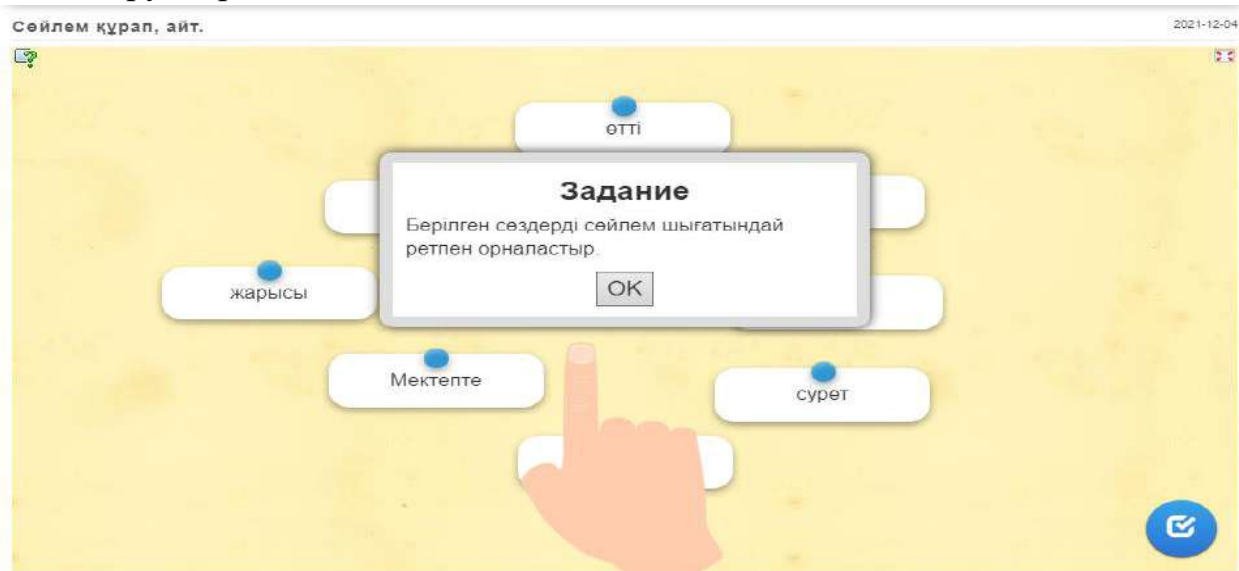 Сөйлем құрап, айт.
2021-12-04
өтті
Задание
Берілген сөздерді сөйлем шығатындай
ретпен орналастыр.
OK
жарысы
Мектепте
сурет